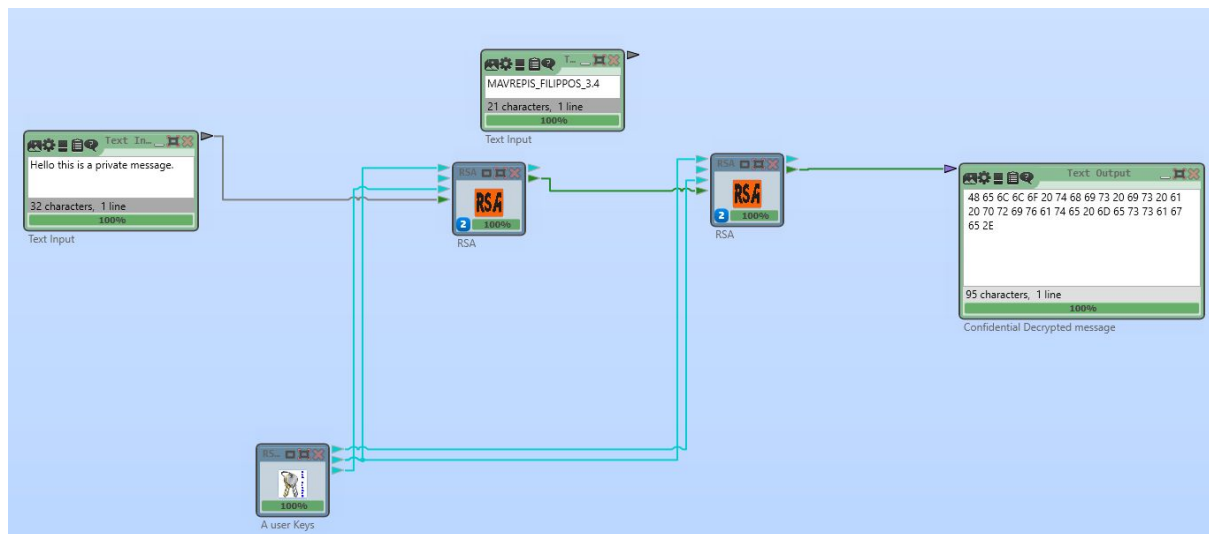 T...
MAVREPIS_FILIPPOS_3.4
21 characters, 1 line
100%
Text Input
Text In...
Hello this is a private message.
32 characters, 1 line
100%
Text Input
RSA
RSA
2 100%
RSA
RSA
RSA
2 100%
RSA
Text Output
48 65 6C 6C 6F 20 74 68 69 73 20 69 73 20 61
20 70 72 69 76 61 74 65 20 6D 65 73 73 61 67
65 2E
95 characters, 1 line
100%
Confidential Decrypted message
RS...
100%
A user Keys